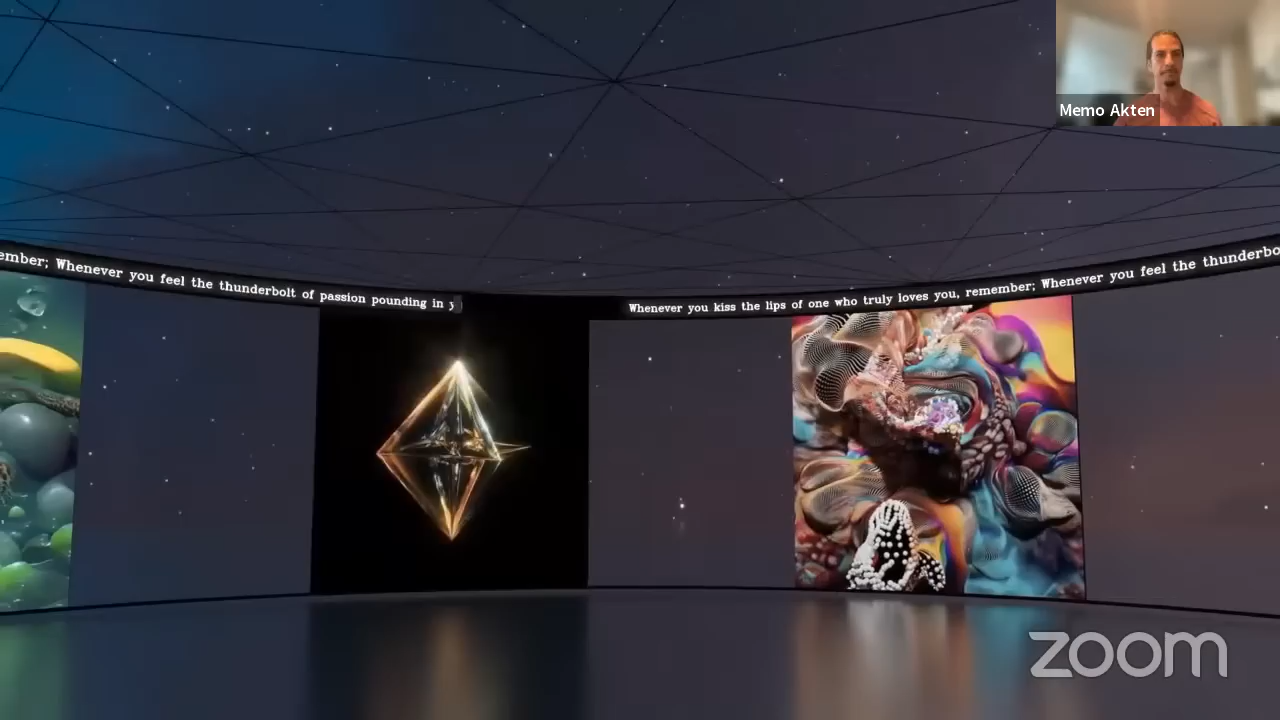 Memo Akten
ember; Whenever you feel the thunderbolt of passion pounding in y
Whenever you kiss the lips of one who truly loves you, remember; Whenever you feel the thunderbo
zoom